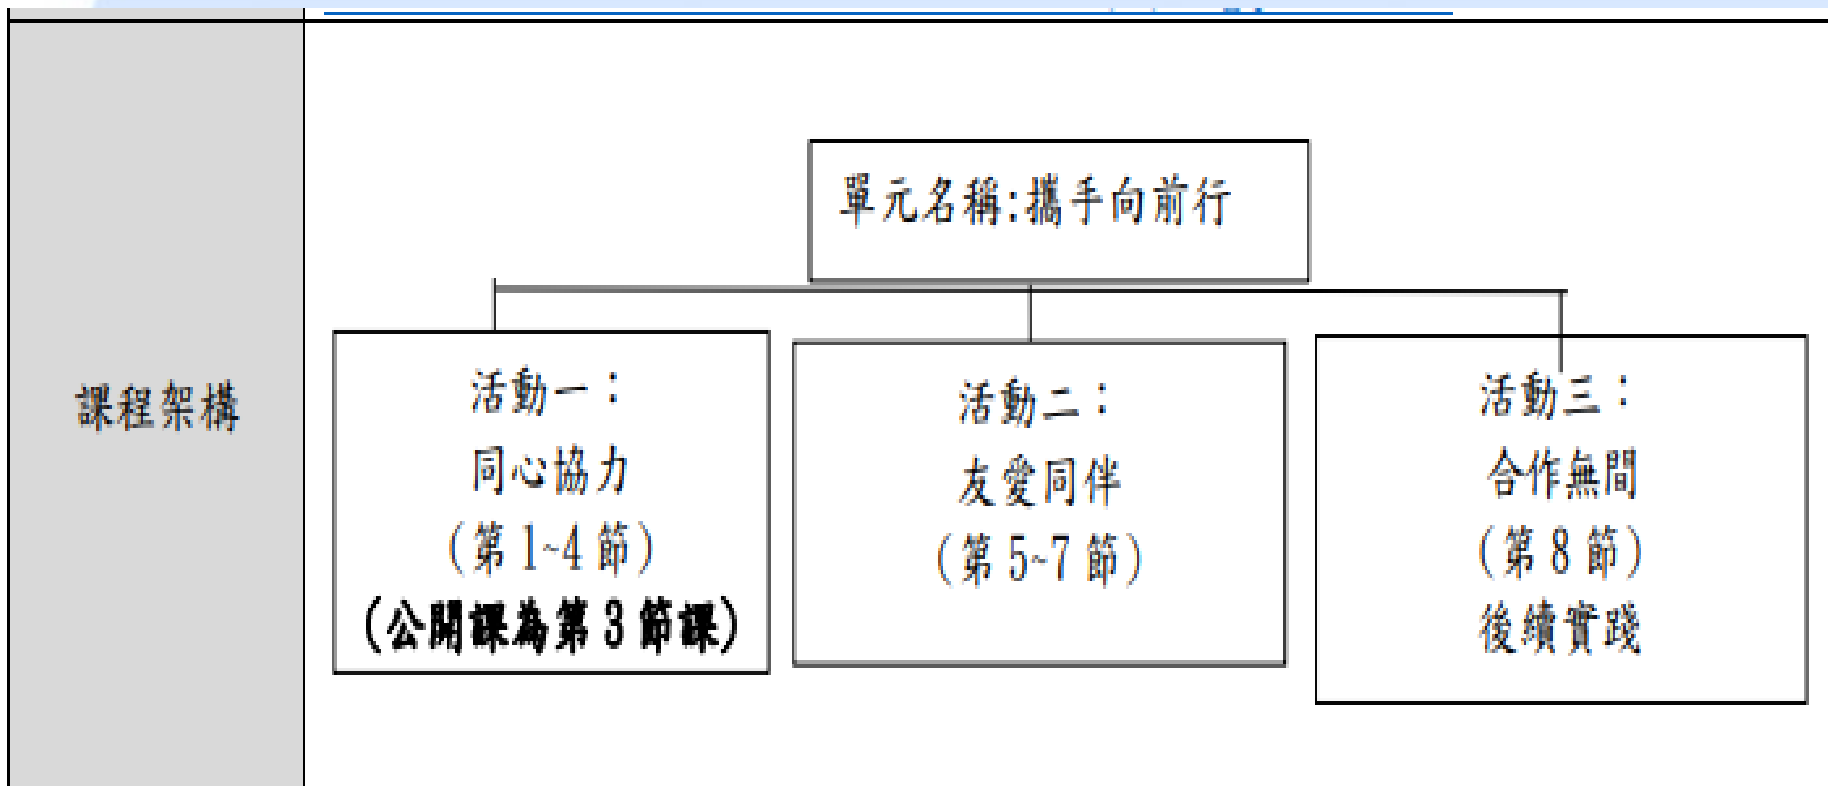 單元名稱:攜手向前行
課程架構
活動一：
同心協力
(第 1~4 節)
(公開課為第 3 節課)
活動二：
友愛同伴
(第 5~7 節)
活動三：
合作無間
(第 8 節)
後續實踐